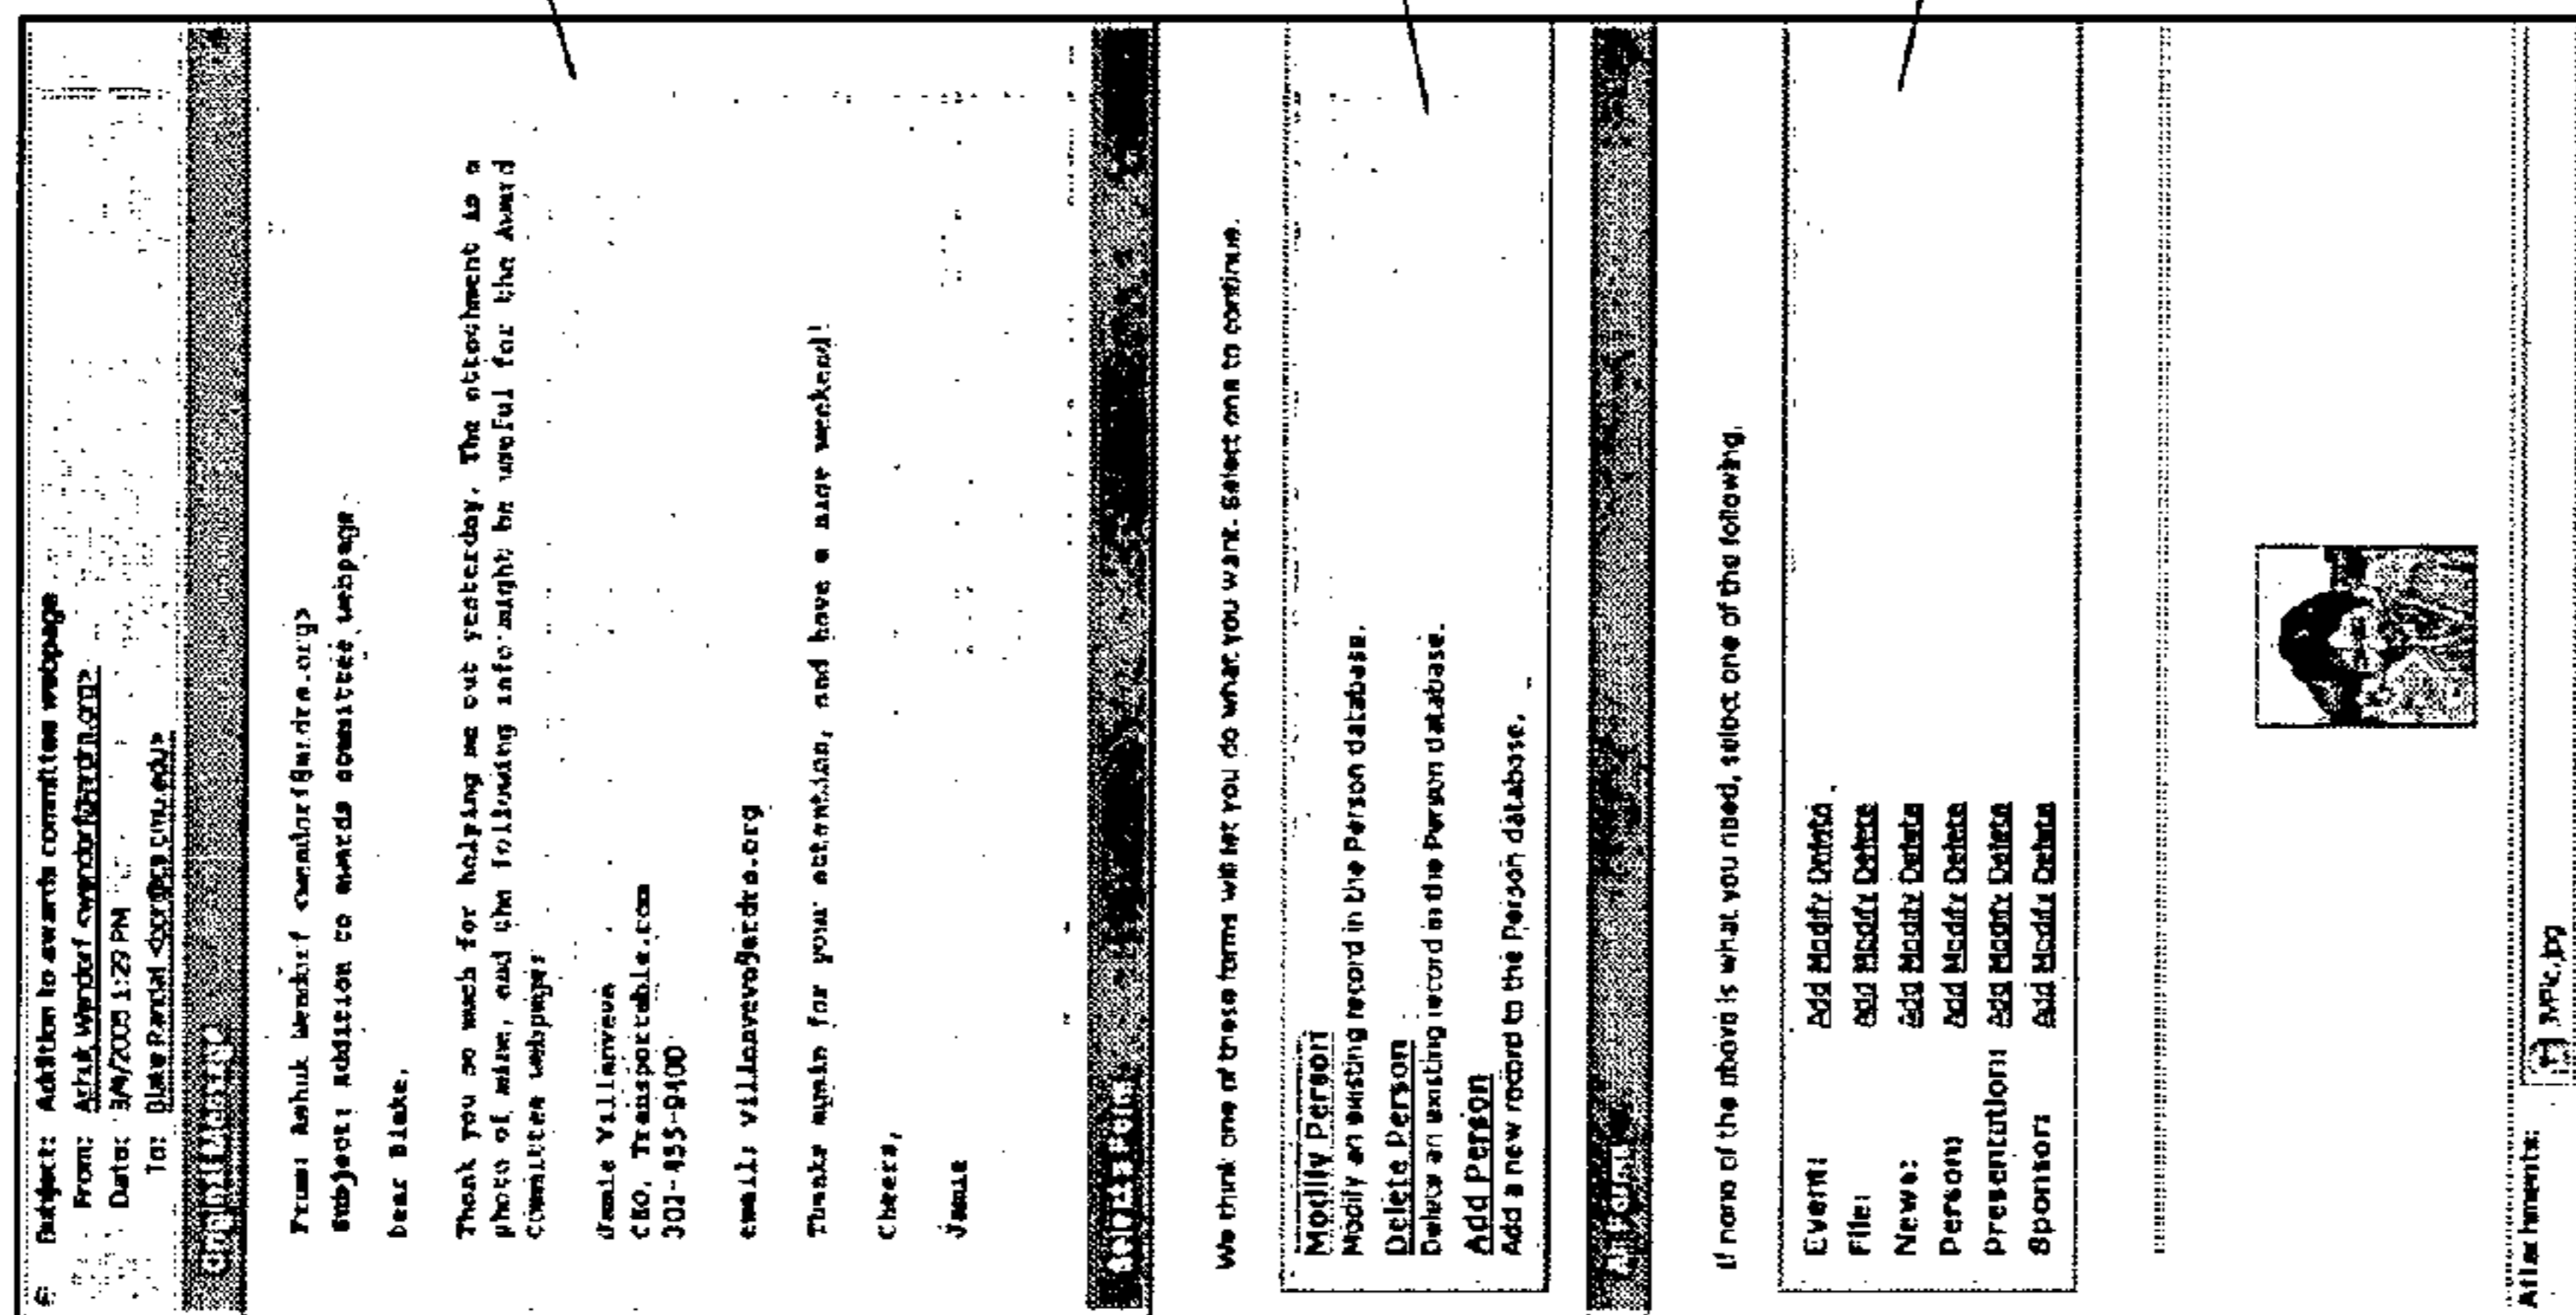 Subject: Addition to awards committee webpage
From:
Date: 3/4/2005 1:29 PM
To: Blake Randal
From: Ashuk Wendorf
Subject: Addition to awards committee webpage
Dear Blake,
Thank you so much for helping me out yesterday. The attachment is a
photo of mine, and the following info might be useful for the Award
Committee webpage:
Jamie Villanveva
CEO, Transportable.com
email:
Thanks again for your attention, and have a nice weekend!
Cheers,
Jamie
We think one of these forms will let you do what you want. Select one to continue.
Modify Person
Modify an existing record in the Person database.
Delete Person
Delete an existing record in the Person database.
Add Person
Add a new record to the Person database.
If none of the above is what you need, select one of the following.
Event: Add Modify Delete
File: Add Modify Delete
News: Add Modify Delete
Person: Add Modify Delete
Presentation: Add Modify Delete
Sponsor: Add Modify Delete
Attachments: JVPic.jpg